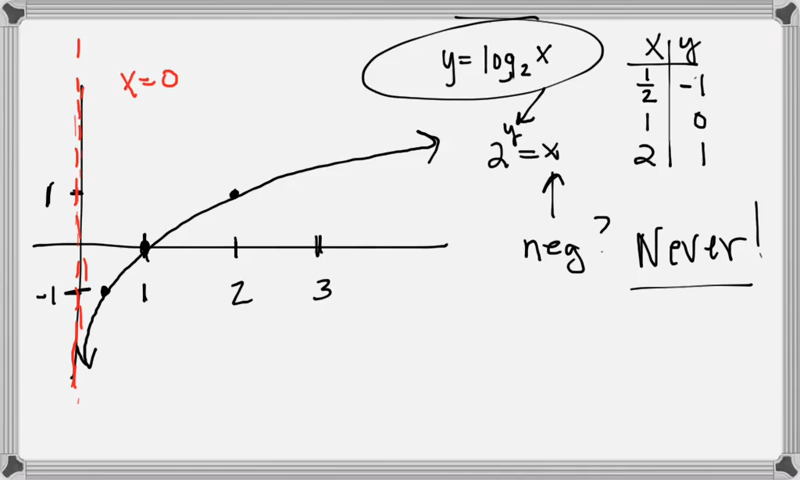 x=0
y=log₂x
2ʸ=x
neg? Never!
x y
1/2 -1
1 0
2 1
1
-1
1 2 3